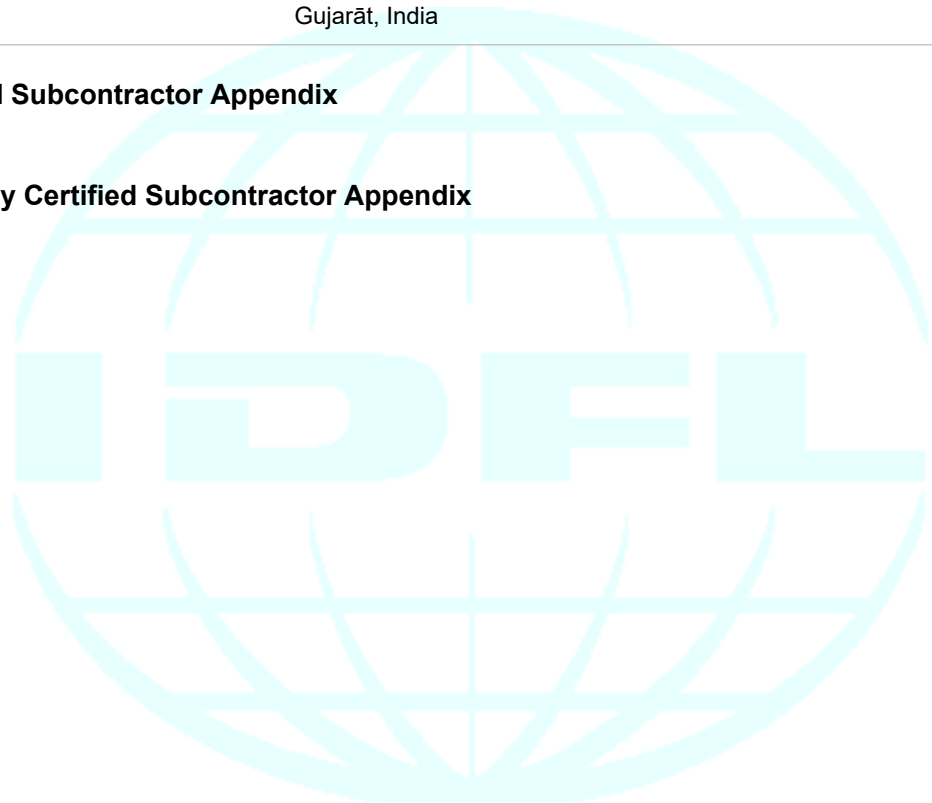 Gujarāt, India
Subcontractor Appendix
y Certified Subcontractor Appendix
IDFL